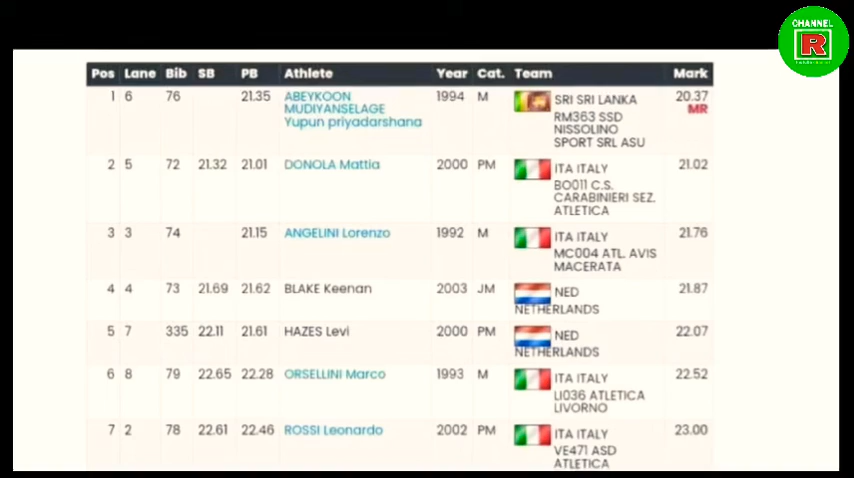 CHANNEL
R
Pos Lane Bib SB PB Athlete Year Cat. Team Mark
1 6 76 21.35 ABEYKOON 1994 M SRI SRI LANKA 20.37
MUDIYANSELAGE RM363 SSD MR
Yupun priyadarshana NISSOLINO
SPORT SRL ASU
2 5 72 21.32 21.01 DONOLA Mattia 2000 PM ITA ITALY 21.02
BO011 C.S.
CARABINIERI SEZ.
ATLETICA
3 3 74 21.15 ANGELINI Lorenzo 1992 M ITA ITALY 21.76
MC004 ATL. AVIS
MACERATA
4 4 73 21.69 21.62 BLAKE Keenan 2003 JM NED 21.87
NETHERLANDS
5 7 335 22.11 21.61 HAZES Levi 2000 PM NED 22.07
NETHERLANDS
6 8 79 22.65 22.28 ORSELLINI Marco 1993 M ITA ITALY 22.52
LI036 ATLETICA
LIVORNO
7 2 78 22.61 22.46 ROSSI Leonardo 2002 PM ITA ITALY 23.00
VE471 ASD
ATLETICA